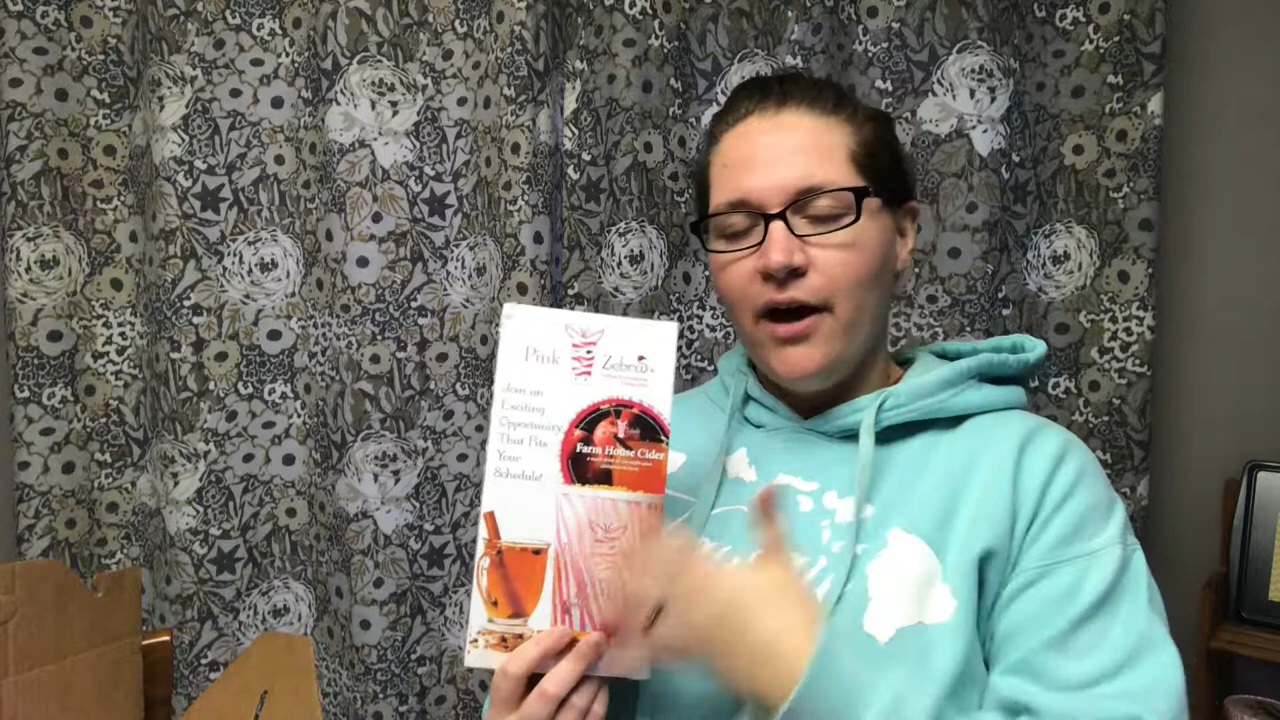 Pink Zebra
Join an
Exciting
Opportunity
That Fits
Your
Schedule!
Farm House Cider